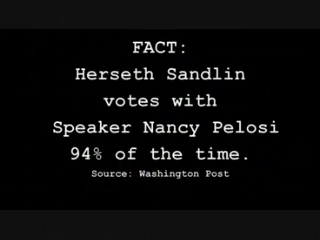 FACT:
Herseth Sandlin
votes with
Speaker Nancy Pelosi
94% of the time.
Source: Washington Post